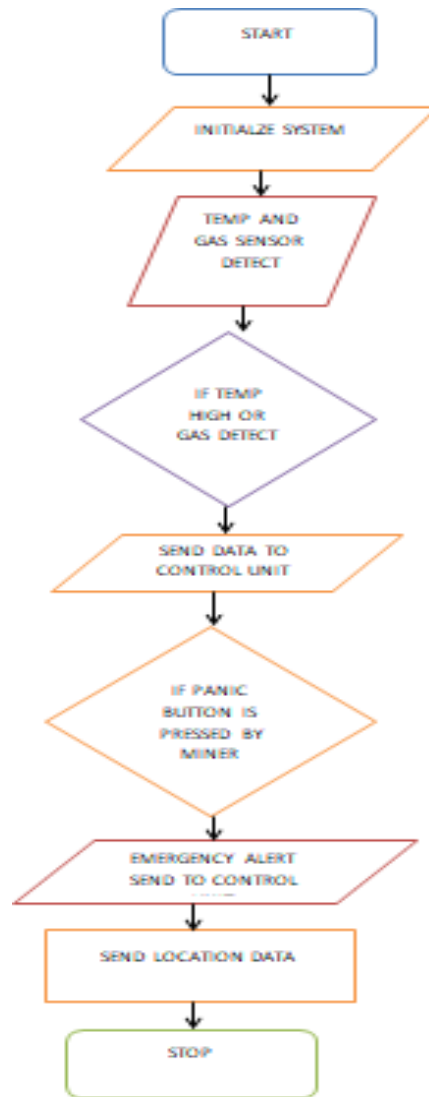 START
INITIALZE SYSTEM
TEMP AND
GAS SENSOR
DETECT
IF TEMP
HIGH OR
GAS DETECT
SEND DATA TO
CONTROL UNIT
IF PANIC
BUTTON IS
PRESSED BY
MINER
EMERGENCY ALERT
SEND TO CONTROL
SEND LOCATION DATA
STOP